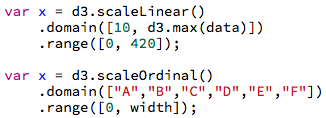 var x = d3.scaleLinear()
    .domain([10, d3.max(data)])
    .range([0, 420]);

var x = d3.scaleOrdinal()
    .domain(["A","B","C","D","E","F"])
    .range([0, width]);